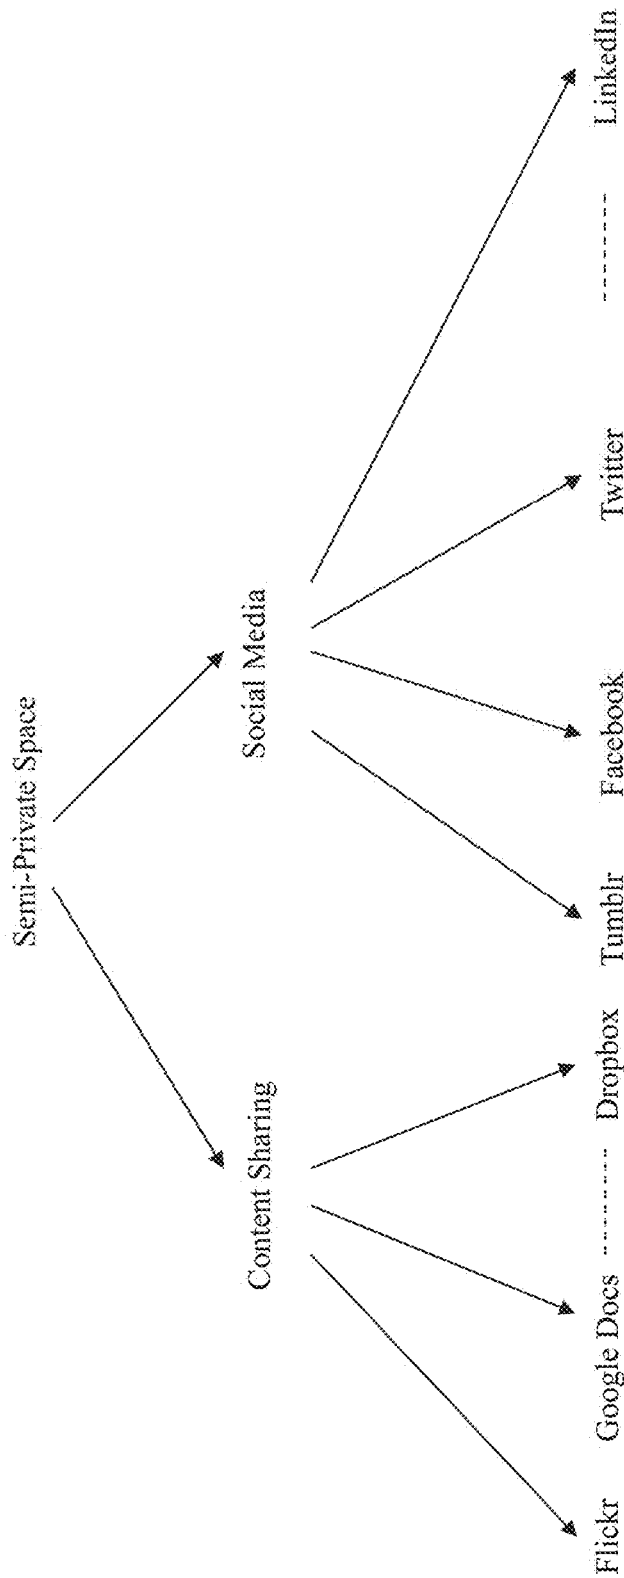 Semi-Private Space
Content Sharing
Social Media
Flickr
Google Docs
Dropbox
Tumblr
Facebook
Twitter
LinkedIn